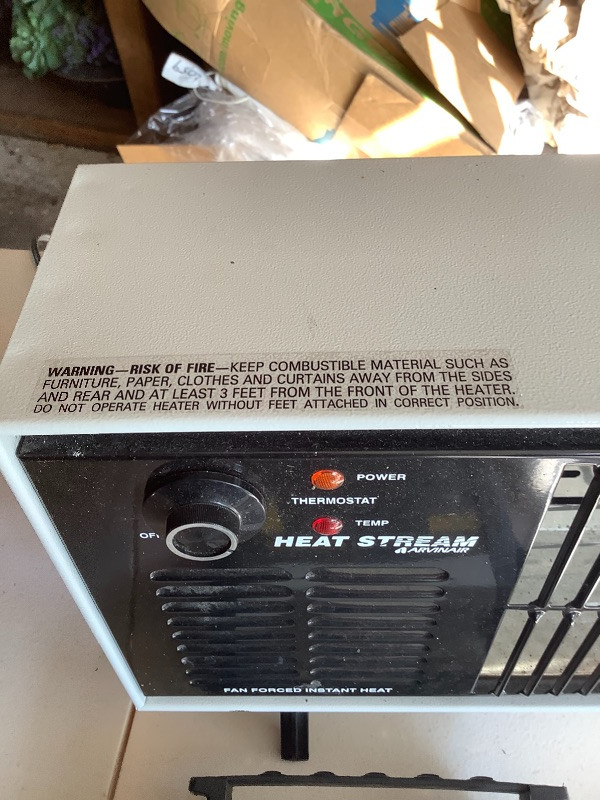 WARNING—RISK OF FIRE—KEEP COMBUSTIBLE MATERIAL SUCH AS
FURNITURE, PAPER, CLOTHES AND CURTAINS AWAY FROM THE SIDES
AND REAR AND AT LEAST 3 FEET FROM THE FRONT OF THE HEATER.
DO NOT OPERATE HEATER WITHOUT FEET ATTACHED IN CORRECT POSITION.
POWER
THERMOSTAT
TEMP
HEAT STREAM
ARVINAIR
FAN FORCED INSTANT HEAT